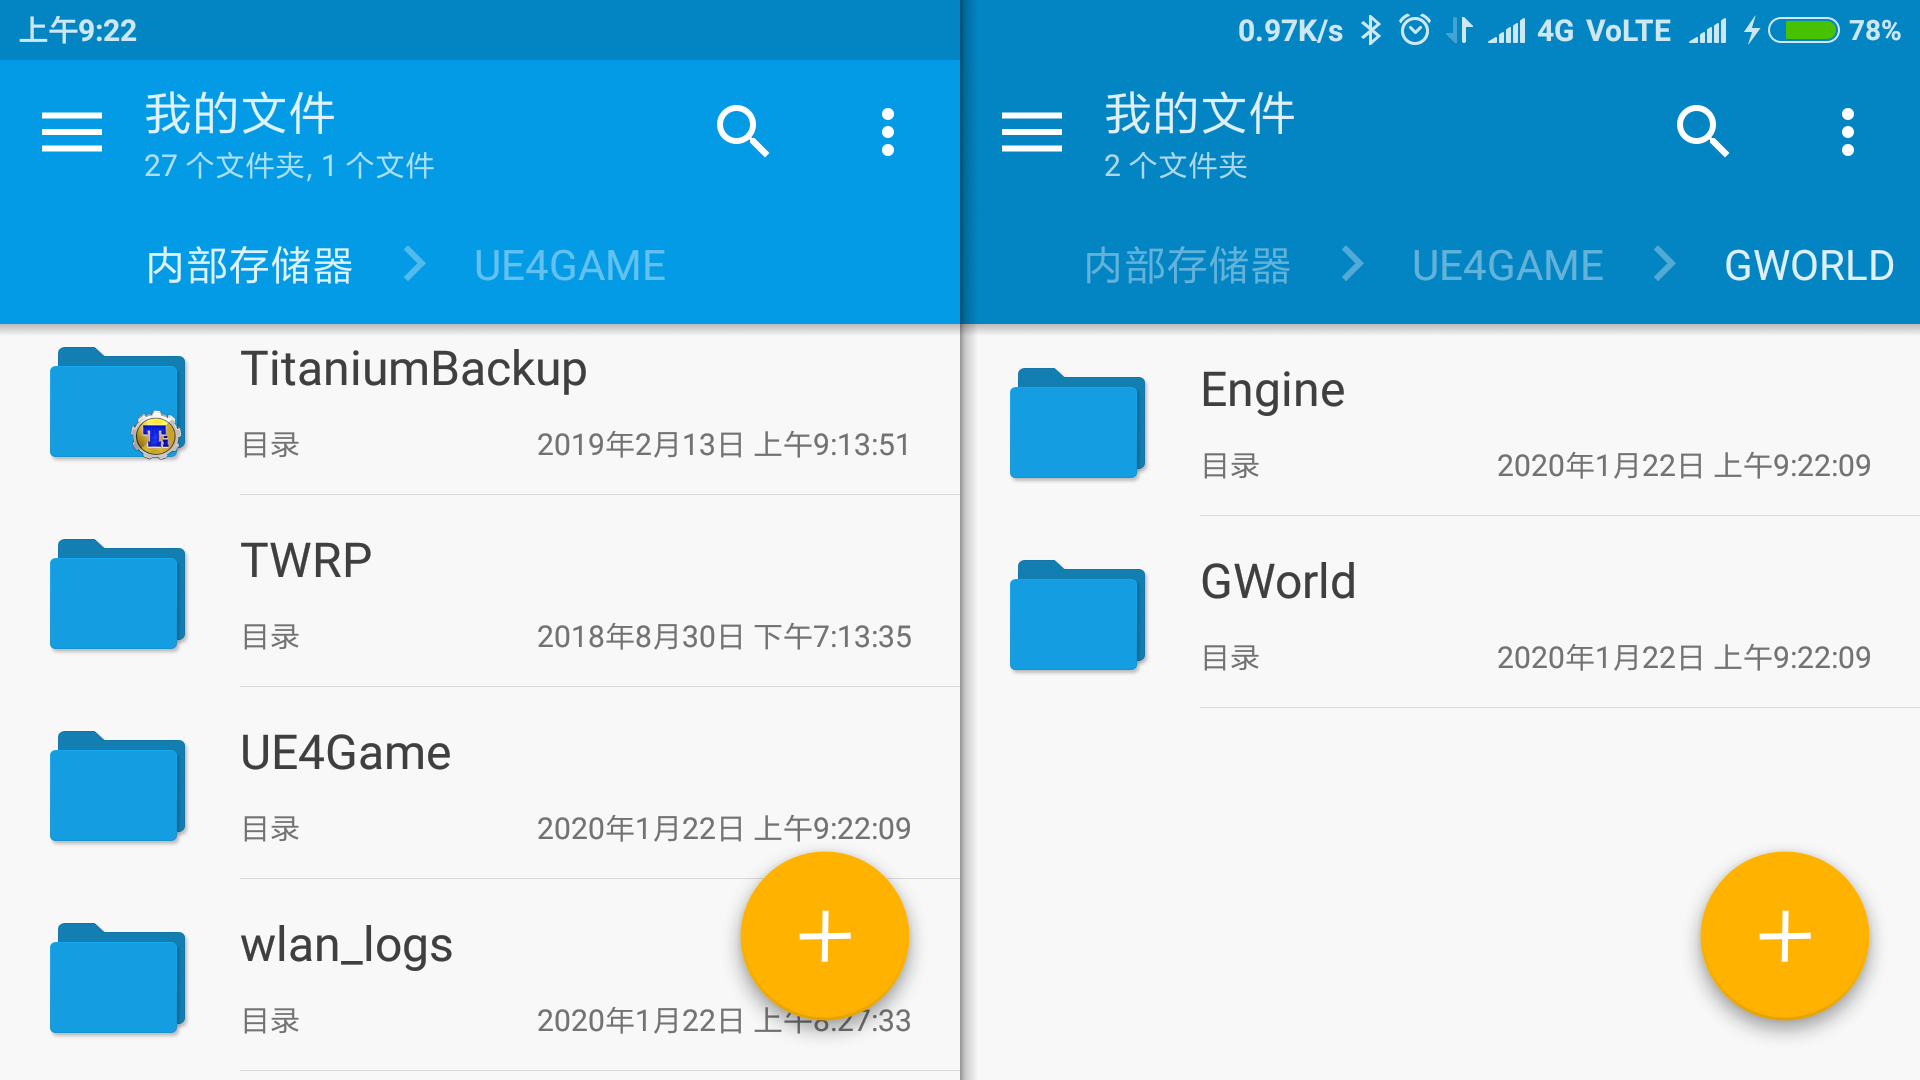 上午9:22
0.97K/s 4G VoLTE 78%
我的文件
27 个文件夹, 1 个文件
内部存储器 UE4GAME
TitaniumBackup
目录 2019年2月13日 上午9:13:51
TWRP
目录 2018年8月30日 下午7:13:35
UE4Game
目录 2020年1月22日 上午9:22:09
wlan_logs
目录 2020年1月22日 上午8:27:33
我的文件
2 个文件夹
内部存储器 UE4GAME GWORLD
Engine
目录 2020年1月22日 上午9:22:09
GWorld
目录 2020年1月22日 上午9:22:09